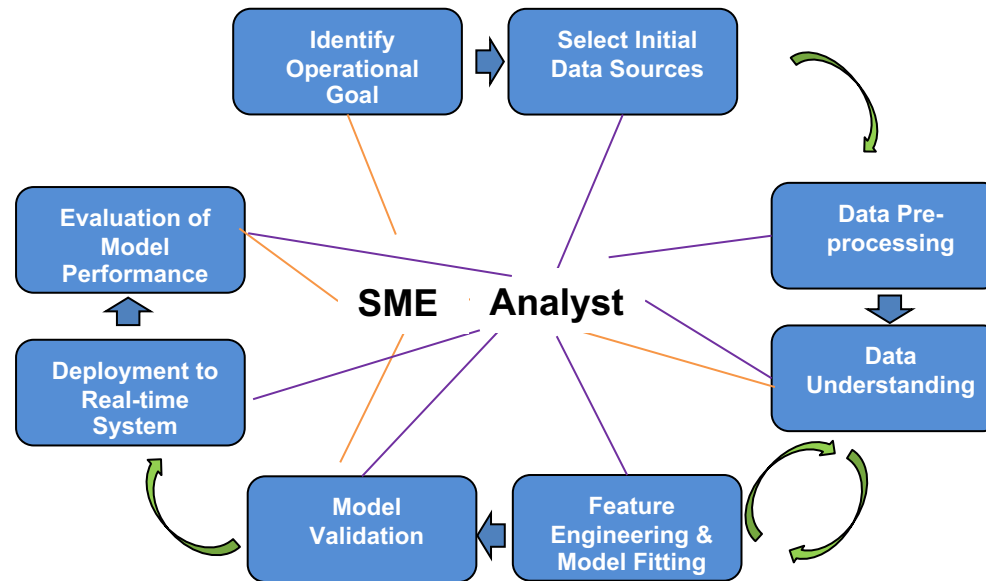 Identify
Operational
Goal
Select Initial
Data Sources
Data Pre-
processing
Data
Understanding
Feature
Engineering &
Model Fitting
Model
Validation
Deployment to
Real-time
System
Evaluation of
Model
Performance
SME
Analyst